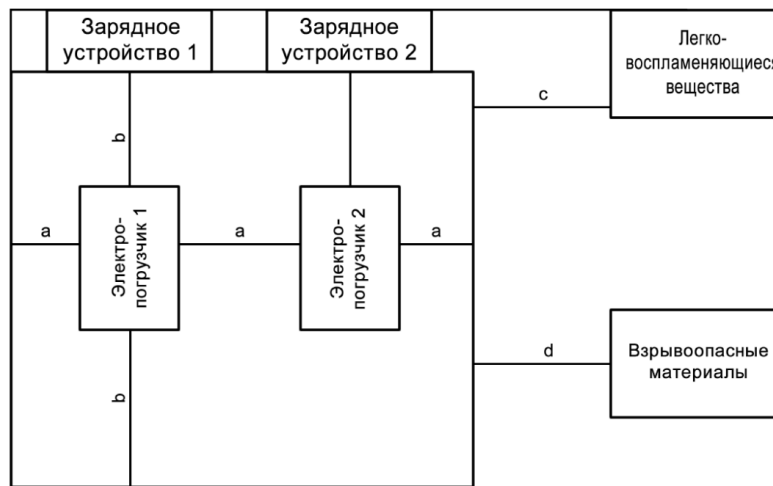 Зарядное
устройство 1
Зарядное
устройство 2
Легко-
воспламеняющиеся
вещества
c
b
Электро-
погрузчик 1
Электро-
погрузчик 2
a
a
a
b
d
Взрывоопасные
материалы